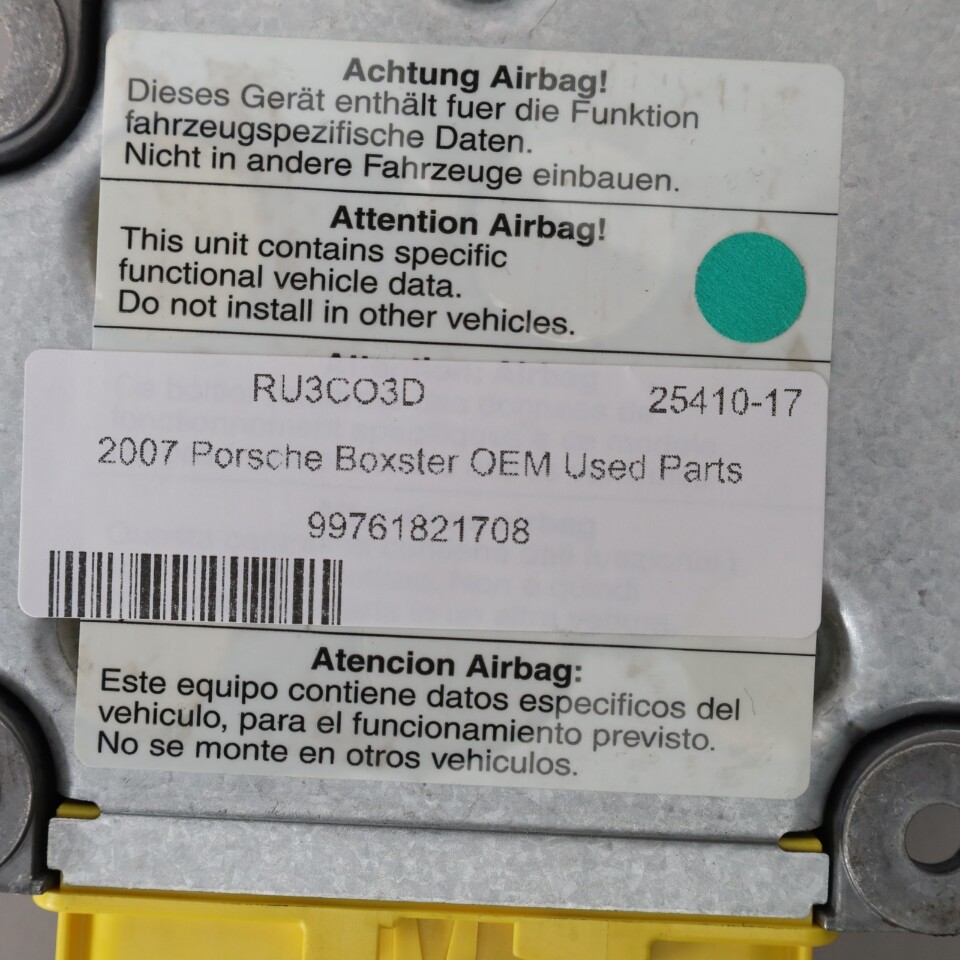 Achtung Airbag!
Dieses Gerät enthält fuer die Funktion
fahrzeugspezifische Daten.
Nicht in andere Fahrzeuge einbauen.
Attention Airbag!
This unit contains specific
functional vehicle data.
Do not install in other vehicles.
RU3CO3D 25410-17
2007 Porsche Boxster OEM Used Parts
99761821708
Atencion Airbag:
Este equipo contiene datos especificos del
vehiculo, para el funcionamiento previsto.
No se monte en otros vehiculos.